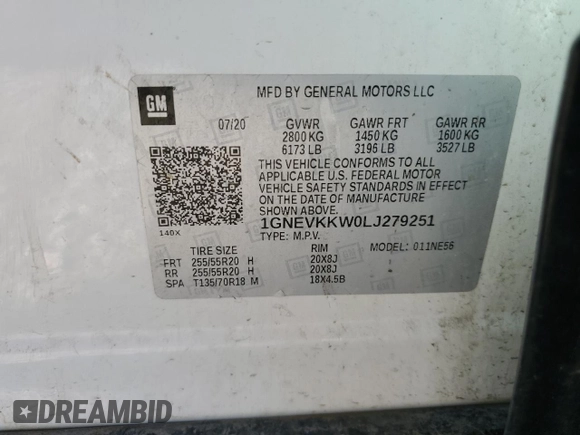 GM
MFD BY GENERAL MOTORS LLC
07/20 GVWR GAWR FRT GAWR RR
2800 KG 1450 KG 1600 KG
6173 LB 3196 LB 3527 LB
THIS VEHICLE CONFORMS TO ALL
APPLICABLE U.S. FEDERAL MOTOR
VEHICLE SAFETY STANDARDS IN EFFECT
ON THE DATE OF MANUFACTURE
SHOWN ABOVE.
140X
1GNEVKKW0LJ279251
TYPE: M.P.V. MODEL: 011NE56
TIRE SIZE RIM
FRT 255/55R20 H 20X8J
RR 255/55R20 H 20X8J
SPA T135/70R18 M 18X4.5B
DREAMBID